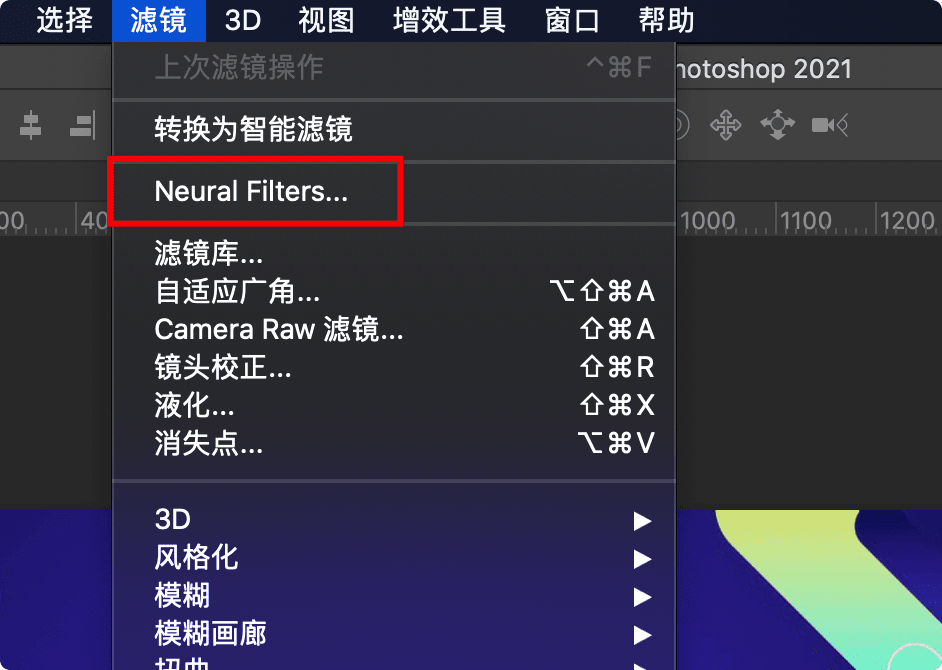 选择 滤镜 3D 视图 增效工具 窗口 帮助
上次滤镜操作 ^⌘F
hotoshop 2021
转换为智能滤镜
Neural Filters...
00 40 1000 1100 1200
滤镜库...
自适应广角... ⌥⇧⌘A
Camera Raw 滤镜... ⇧⌘A
镜头校正... ⇧⌘R
液化... ⇧⌘X
消失点... ⌥⌘V
3D ▶
风格化 ▶
模糊 ▶
模糊画廊 ▶
扭曲